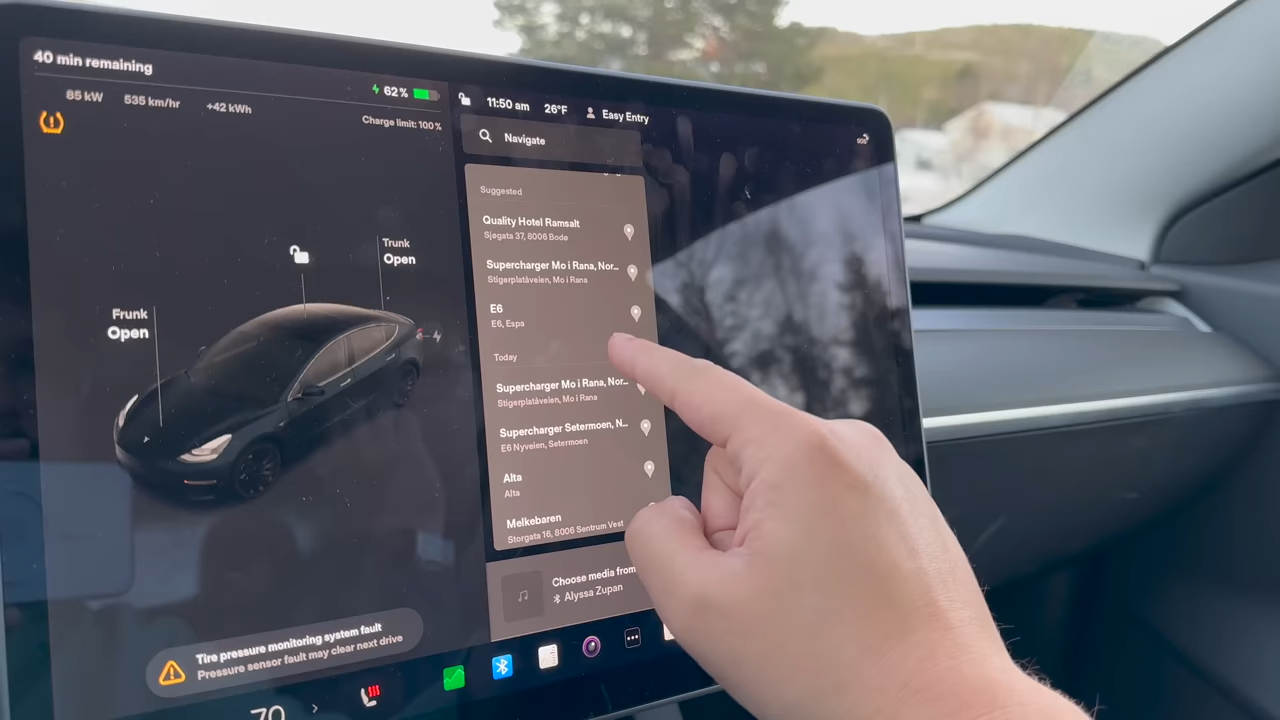 40 min remaining
85 kW 535 km/hr +42 kWh
62 %
Charge limit: 100 %
Frunk
Open
Trunk
Open
Tire pressure monitoring system fault
Pressure sensor fault may clear next drive
70
11:50 am 26°F Easy Entry
SOS
Navigate
Suggested
Quality Hotel Ramsalt
Sjøgata 37, 8006 Bodø
Supercharger Mo i Rana, Nor...
Stigerplatåveien, Mo i Rana
E6
E6, Espa
Today
Supercharger Mo i Rana, Nor...
Stigerplatåveien, Mo i Rana
Supercharger Setermoen, N...
E6 Nyveien, Setermoen
Alta
Alta
Melkebaren
Storgata 16, 8006 Sentrum Vest
Choose media from
Alyssa Zupan